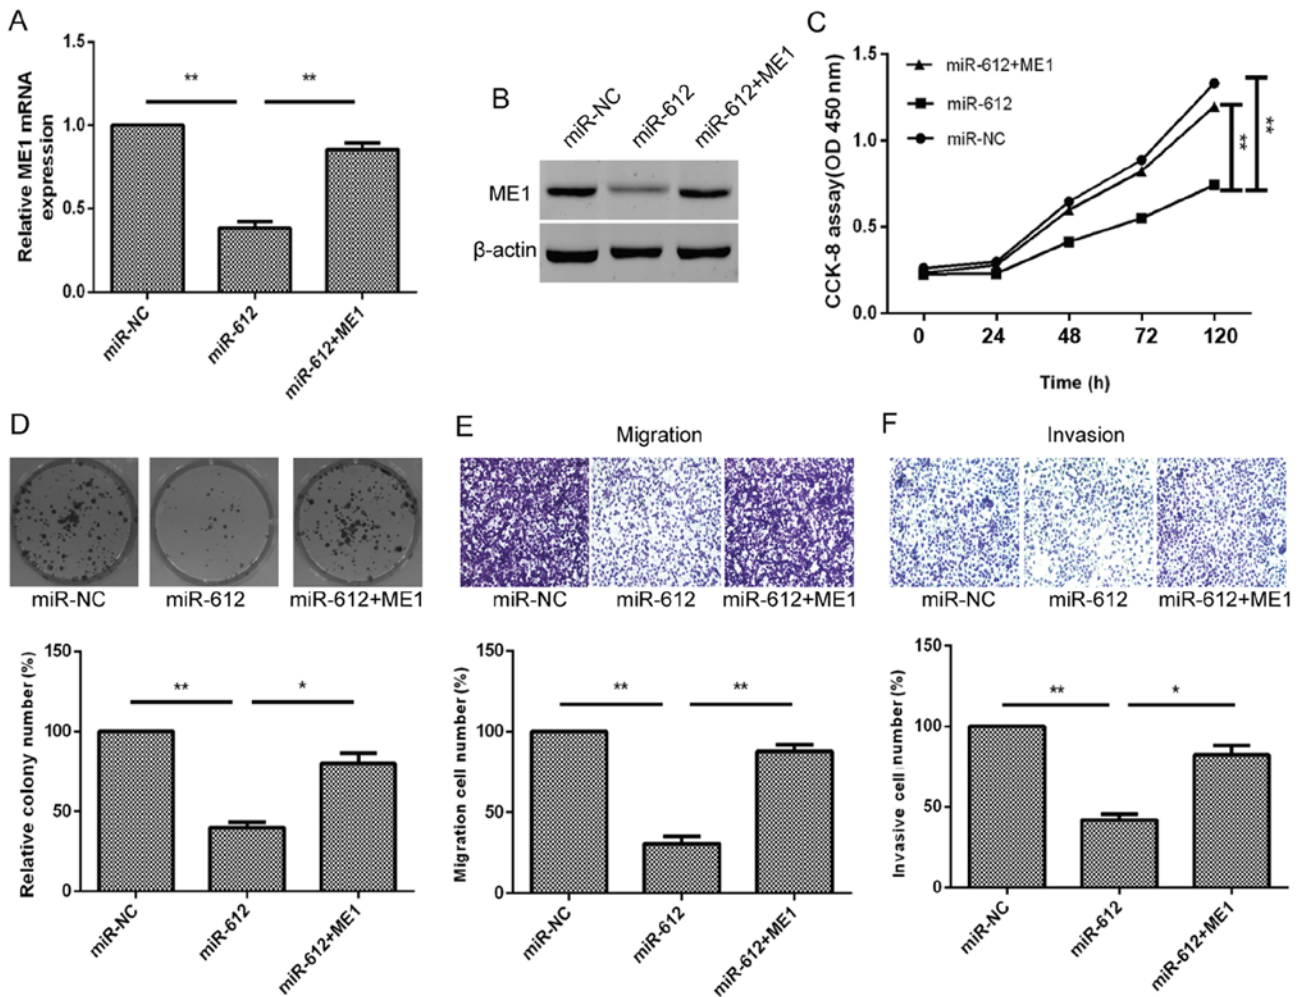 A
1.5
1.0
0.5
0.0
Relative ME1 mRNA
expression
**
**
miR-NC
miR-612
miR-612+ME1
B
miR-NC
miR-612
miR-612+ME1
ME1
β-actin
C
1.5
1.0
0.5
0.0
CCK-8 assay(OD 450 nm)
miR-612+ME1
miR-612
miR-NC
**
**
0 24 48 72 120
Time (h)
D
miR-NC miR-612 miR-612+ME1
150
100
50
0
Relative colony number (%)
**
*
miR-NC
miR-612
miR-612+ME1
E
Migration
miR-NC miR-612 miR-612+ME1
150
100
50
0
Migration cell number (%)
**
**
miR-NC
miR-612
miR-612+ME1
F
Invasion
miR-NC miR-612 miR-612+ME1
150
100
50
0
Invasive cell number (%)
**
*
miR-NC
miR-612
miR-612+ME1